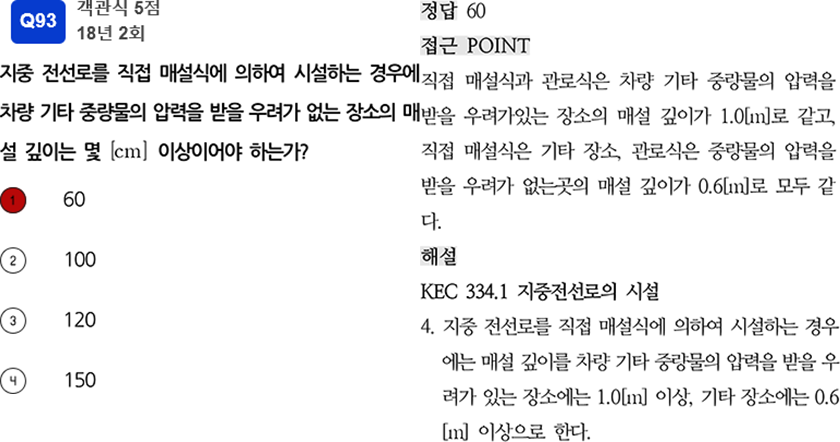 Q93
객관식 5점
18년 2회
지중 전선로를 직접 매설식에 의하여 시설하는 경우에
차량 기타 중량물의 압력을 받을 우려가 없는 장소의 매
설 깊이는 몇 [cm] 이상이어야 하는가?
1 60
2 100
3 120
4 150
정답 60
접근 POINT
직접 매설식과 관로식은 차량 기타 중량물의 압력을
받을 우려가있는 장소의 매설 깊이가 1.0[m]로 같고,
직접 매설식은 기타 장소, 관로식은 중량물의 압력을
받을 우려가 없는곳의 매설 깊이가 0.6[m]로 모두 같
다.
해설
KEC 334.1 지중전선로의 시설
4. 지중 전선로를 직접 매설식에 의하여 시설하는 경우
에는 매설 깊이를 차량 기타 중량물의 압력을 받을 우
려가 있는 장소에는 1.0[m] 이상, 기타 장소에는 0.6
[m] 이상으로 한다.